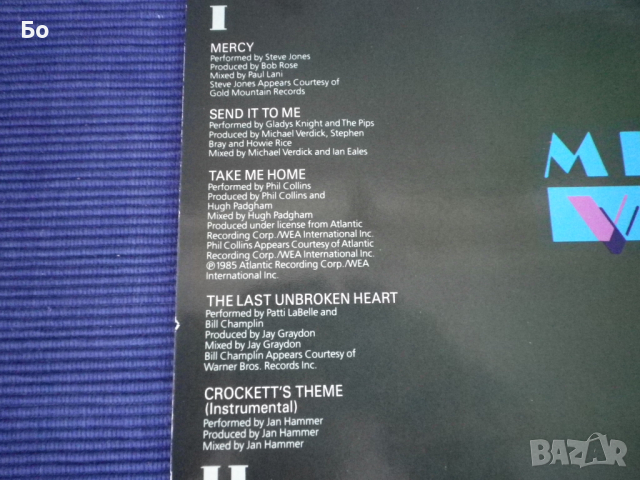 Бо
I
MERCY
Performed by Steve Jones
Produced by Bob Rose
Mixed by Paul Lani
Steve Jones Appears Courtesy of
Gold Mountain Records
SEND IT TO ME
Performed by Gladys Knight and The Pips
Produced by Michael Verdick, Stephen
Bray and Howie Rice
Mixed by Michael Verdick and Ian Eales
TAKE ME HOME
Performed by Phil Collins
Produced by Phil Collins and
Hugh Padgham
Mixed by Hugh Padgham
Produced under license from Atlantic
Recording Corp./WEA International Inc.
Phil Collins Appears Courtesy of Atlantic
Recording Corp./WEA International Inc.
℗1985 Atlantic Recording Corp./WEA
International Inc.
THE LAST UNBROKEN HEART
Performed by Patti LaBelle and
Bill Champlin
Produced by Jay Graydon
Mixed by Jay Graydon
Bill Champlin Appears Courtesy of
Warner Bros. Records Inc.
CROCKETT'S THEME
(Instrumental)
Performed by Jan Hammer
Produced by Jan Hammer
Mixed by Jan Hammer
II
M
V
BAZAR